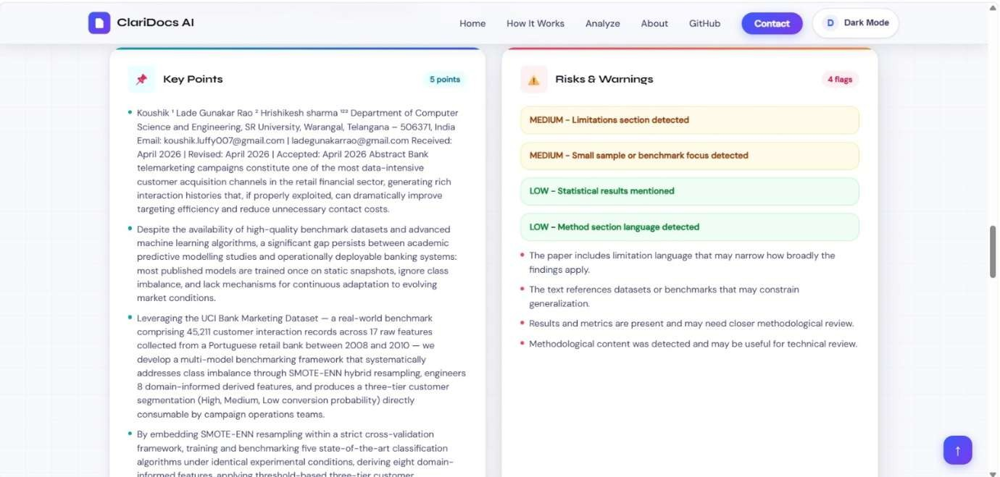 ClariDocs AI
Home
How It Works
Analyze
About
GitHub
Contact
D
Dark Mode
Key Points
5 points
Koushik ¹ Lade Gunakar Rao ² Hrishikesh sharma ¹²³ Department of Computer
Science and Engineering, SR University, Warangal, Telangana – 506371, India
Email: koushik.luffy007@gmail.com | ladegunakarrao@gmail.com Received:
April 2026 | Revised: April 2026 | Accepted: April 2026 Abstract Bank
telemarketing campaigns constitute one of the most data-intensive
customer acquisition channels in the retail financial sector, generating rich
interaction histories that, if properly exploited, can dramatically improve
targeting efficiency and reduce unnecessary contact costs.
Despite the availability of high-quality benchmark datasets and advanced
machine learning algorithms, a significant gap persists between academic
predictive modelling studies and operationally deployable banking systems:
most published models are trained once on static snapshots, ignore class
imbalance, and lack mechanisms for continuous adaptation to evolving
market conditions.
Leveraging the UCI Bank Marketing Dataset — a real-world benchmark
comprising 45,211 customer interaction records across 17 raw features
collected from a Portuguese retail bank between 2008 and 2010 — we
develop a multi-model benchmarking framework that systematically
addresses class imbalance through SMOTE-ENN hybrid resampling, engineers
8 domain-informed derived features, and produces a three-tier customer
segmentation (High, Medium, Low conversion probability) directly
consumable by campaign operations teams.
By embedding SMOTE-ENN resampling within a strict cross-validation
framework, training and benchmarking five state-of-the-art classification
algorithms under identical experimental conditions, deriving eight domain-
informed features, applying threshold-based three-tier customer
Risks & Warnings
4 flags
MEDIUM - Limitations section detected
MEDIUM - Small sample or benchmark focus detected
LOW - Statistical results mentioned
LOW - Method section language detected
The paper includes limitation language that may narrow how broadly the
findings apply.
The text references datasets or benchmarks that may constrain
generalization.
Results and metrics are present and may need closer methodological review.
Methodological content was detected and may be useful for technical review.